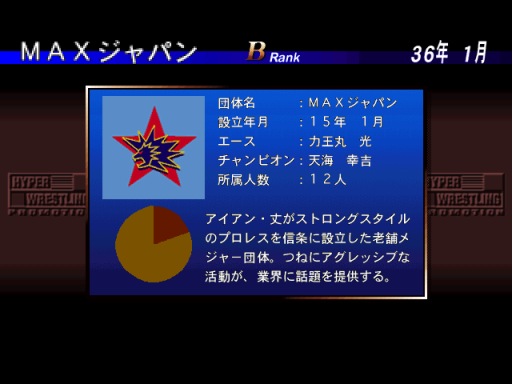 ＭＡＸジャパン B Rank 36年 1月
団体名 ：ＭＡＸジャパン
設立年月 ：１５年 １月
エース ：力王丸 光
チャンピオン：天海 幸吉
所属人数 ：１２人
HYPER
WRESTLING
PROMOTION
HYPER
WRESTLING
PROMOTION
アイアン・丈がストロングスタイル
のプロレスを信条に設立した老舗メ
ジャー団体。つねにアグレッシブな
活動が、業界に話題を提供する。